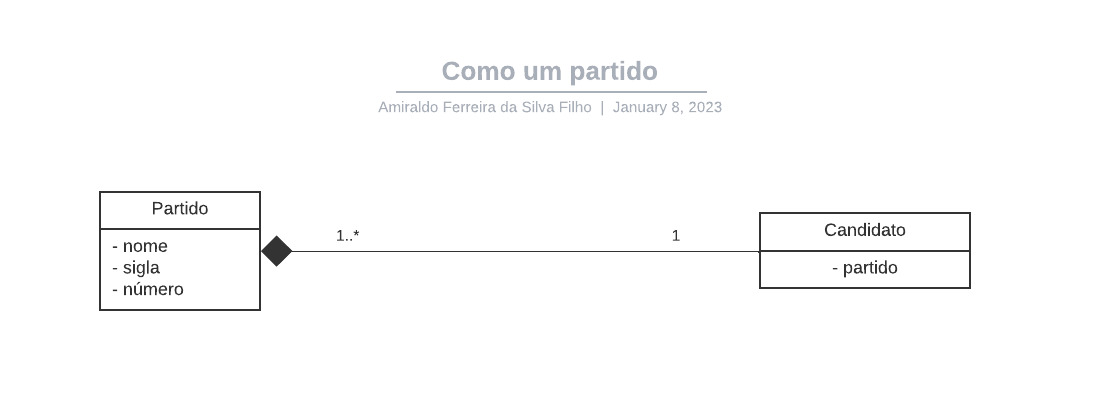 Como um partido
Amiraldo Ferreira da Silva Filho | January 8, 2023
Partido
- nome
- sigla
- número
1..*
1
Candidato
- partido